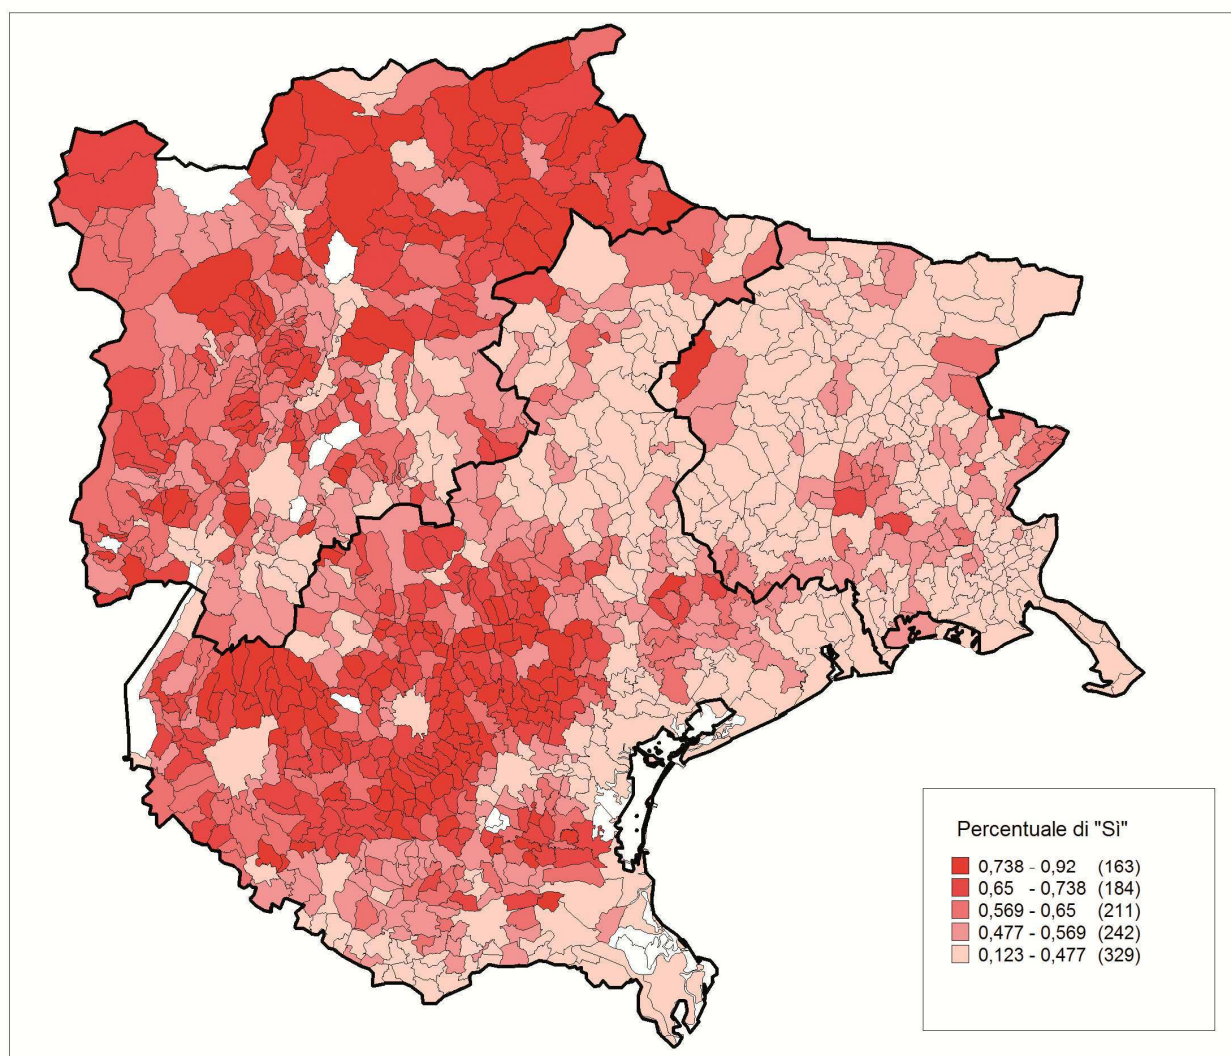 Percentuale di "Sì"
0,738 - 0,92 (163)
0,65 - 0,738 (184)
0,569 - 0,65 (211)
0,477 - 0,569 (242)
0,123 - 0,477 (329)